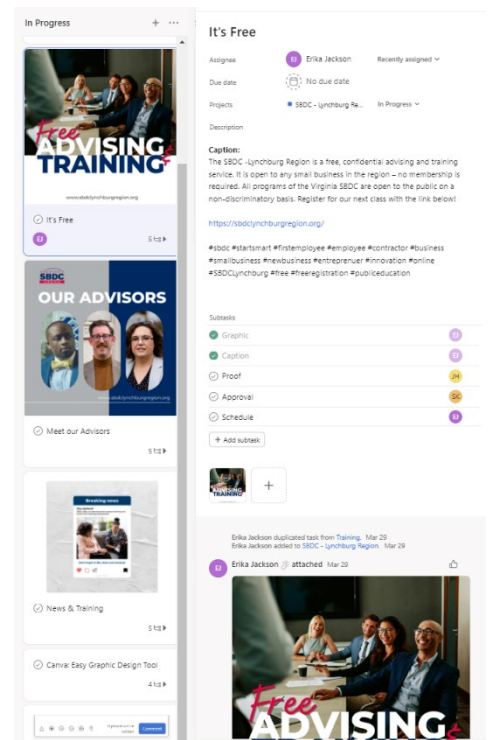 In Progress
Free
ADVISING &
TRAINING
www.sbdclynchburgregion.org
It's Free
EJ
5
SBDC
OUR ADVISORS
www.sbdclynchburgregion.org
Meet our Advisors
5
Breaking news
News & Training
5
Canva: Easy Graphic Design Tool
4
Comment
It's Free
Assignee
EJ Erika Jackson Recently assigned
Due date
No due date
Projects
SBDC - Lynchburg Re... In Progress
Description
Caption:
The SBDC -Lynchburg Region is a free, confidential advising and training
service. It is open to any small business in the region – no membership is
required. All programs of the Virginia SBDC are open to the public on a
non-discriminatory basis. Register for our next class with the link below!
https://sbdclynchburgregion.org/
#sbdc #startsmart #firstemployee #employee #contractor #business
#smallbusiness #newbusiness #entreprenuer #innovation #online
#SBDCLynchburg #free #freeregistration #publiceducation
Subtasks
Graphic EJ
Caption EJ
Proof JH
Approval SC
Schedule EJ
+ Add subtask
ADVISING
TRAINING
Erika Jackson duplicated task from Training. Mar 29
Erika Jackson added to SBDC - Lynchburg Region. Mar 29
EJ Erika Jackson attached Mar 29
Free
ADVISING &